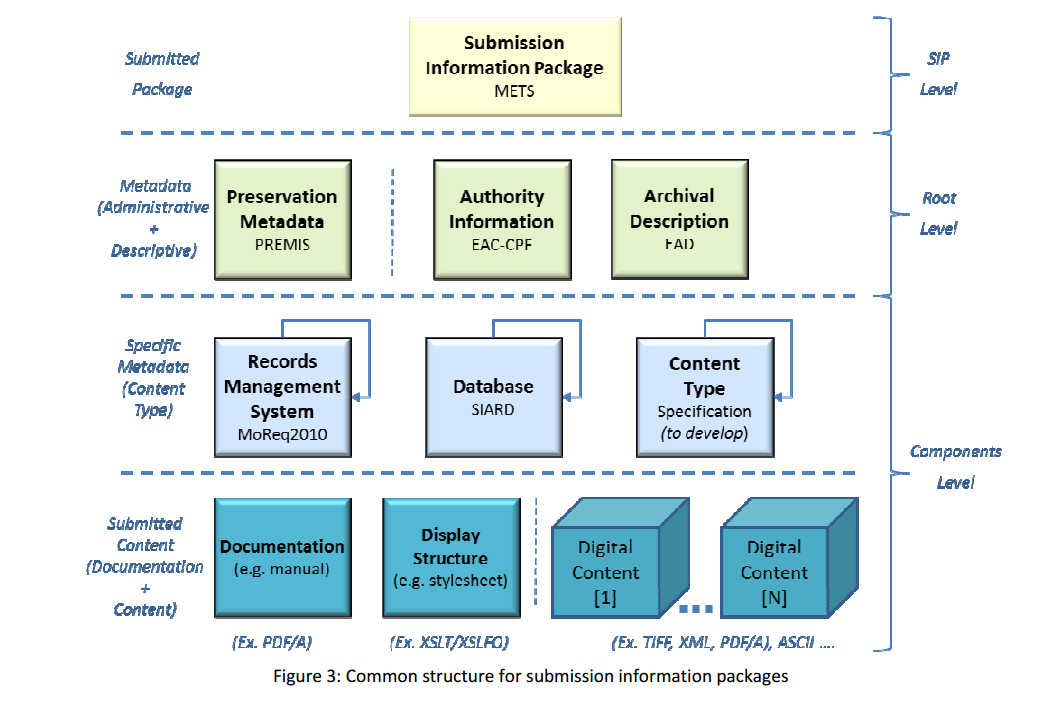 Submitted
Package
Submission
Information Package
METS
SIP
Level
Metadata
(Administrative
+
Descriptive)
Preservation
Metadata
PREMIS
Authority
Information
EAC-CPF
Archival
Description
EAD
Root
Level
Specific
Metadata
(Content
Type)
Records
Management
System
MoReq2010
Database
SIARD
Content
Type
Specification
(to develop)
Components
Level
Submitted
Content
(Documentation
+
Content)
Documentation
(e.g. manual)
Display
Structure
(e.g. stylesheet)
Digital
Content
[1]
...
Digital
Content
[N]
(Ex. PDF/A)
(Ex. XSLT/XSLFO)
(Ex. TIFF, XML, PDF/A), ASCII ....
Figure 3: Common structure for submission information packages